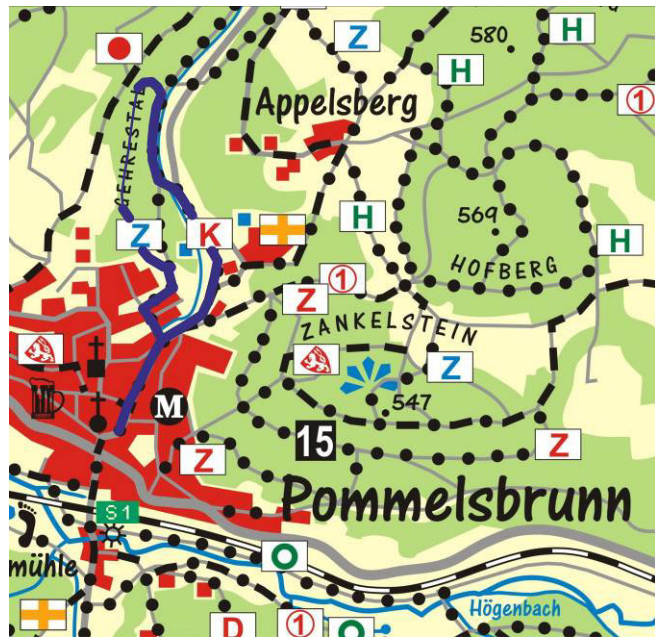 580
H
Z
H
Appelsberg
1
GEHRESTAL
H
569
Z
K
H
HOFBERG
1
Z
ZANKELSTEIN
Z
547
M
15
Z
Z
Pommelsbrunn
S1
mühle
Högenbach
D
1